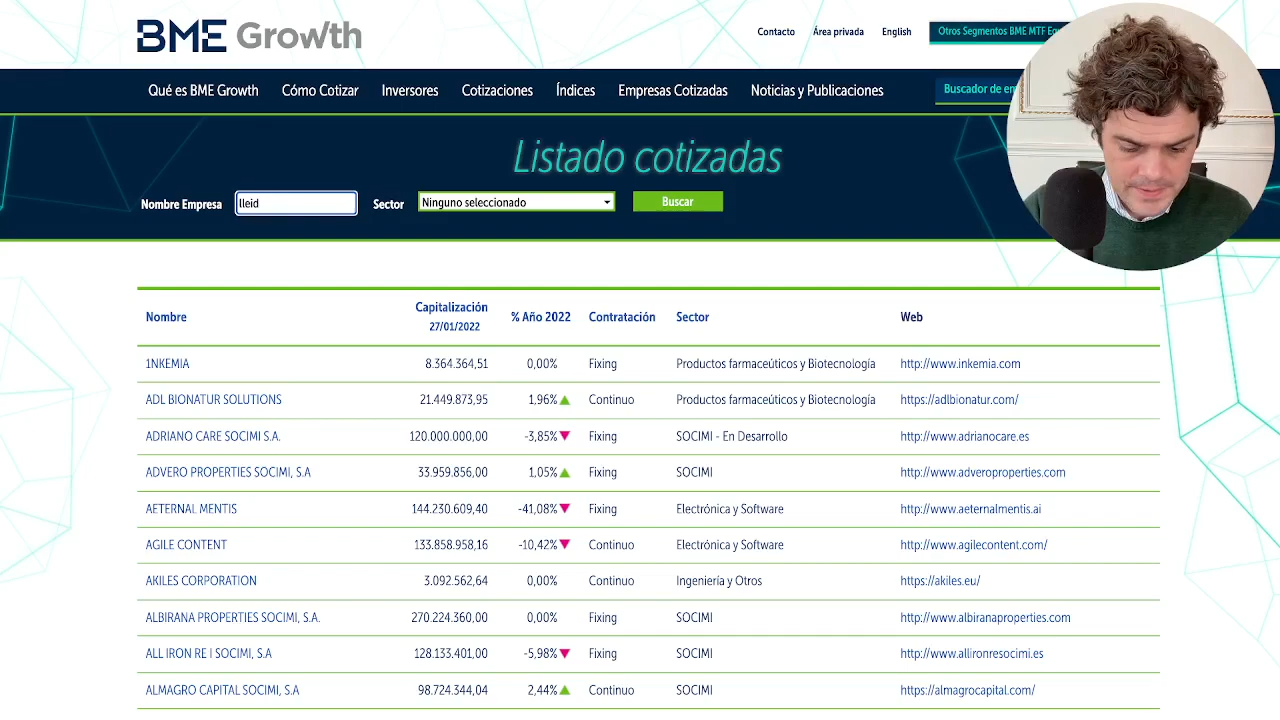 BME Growth
Contacto Área privada English Otros Segmentos BME MTF
Qué es BME Growth Cómo Cotizar Inversores Cotizaciones Índices Empresas Cotizadas Noticias y Publicaciones Buscador de
Listado cotizadas
Nombre Empresa lleid Sector Ninguno seleccionado Buscar
Nombre Capitalización 27/01/2022 % Año 2022 Contratación Sector Web
1NKEMIA 8.364.364,51 0,00% Fixing Productos farmaceúticos y Biotecnología http://www.inkemia.com
ADL BIONATUR SOLUTIONS 21.449.873,95 1,96% Continuo Productos farmaceúticos y Biotecnología https://adlbionatur.com/
ADRIANO CARE SOCIMI S.A. 120.000.000,00 -3,85% Fixing SOCIMI - En Desarrollo http://www.adrianocare.es
ADVERO PROPERTIES SOCIMI, S.A 33.959.856,00 1,05% Fixing SOCIMI http://www.adveroproperties.com
AETERNAL MENTIS 144.230.609,40 -41,08% Fixing Electrónica y Software http://www.aeternalmentis.ai
AGILE CONTENT 133.858.958,16 -10,42% Continuo Electrónica y Software http://www.agilecontent.com/
AKILES CORPORATION 3.092.562,64 0,00% Continuo Ingeniería y Otros https://akiles.eu/
ALBIRANA PROPERTIES SOCIMI, S.A. 270.224.360,00 0,00% Fixing SOCIMI http://www.albiranaproperties.com
ALL IRON RE I SOCIMI, S.A 128.133.401,00 -5,98% Fixing SOCIMI http://www.allironresocimi.es
ALMAGRO CAPITAL SOCIMI, S.A 98.724.344,04 2,44% Continuo SOCIMI https://almagrocapital.com/